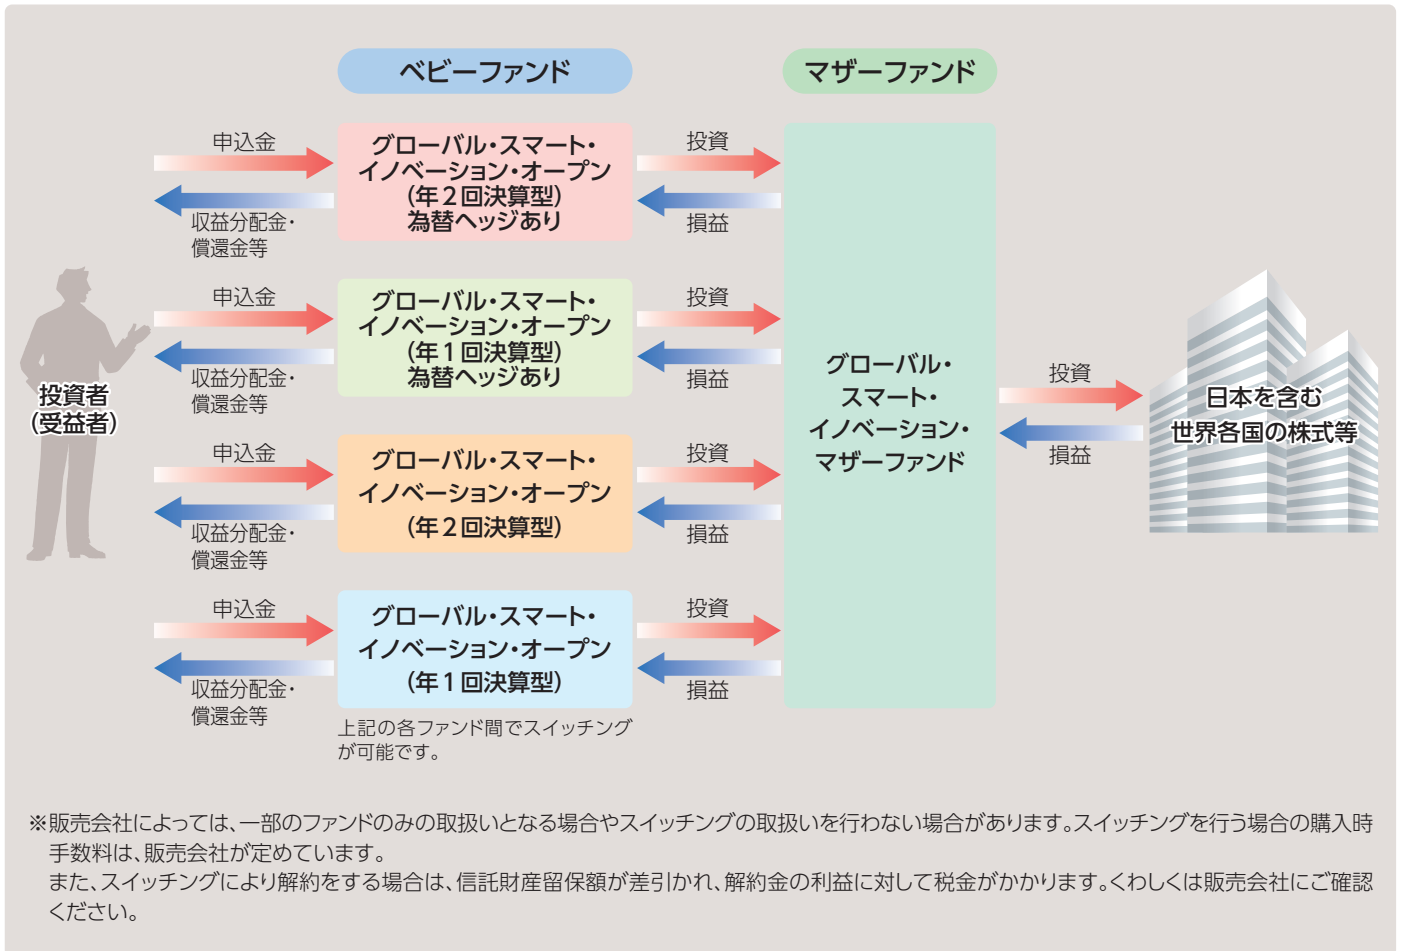 ベビーファンド
マザーファンド
申込金
収益分配金・
償還金等
グローバル・スマート・
イノベーション・オープン
(年２回決算型)
為替ヘッジあり
投資
損益
申込金
収益分配金・
償還金等
グローバル・スマート・
イノベーション・オープン
(年１回決算型)
為替ヘッジあり
投資
損益
投資者
(受益者)
申込金
収益分配金・
償還金等
グローバル・スマート・
イノベーション・オープン
(年２回決算型)
投資
損益
申込金
収益分配金・
償還金等
グローバル・スマート・
イノベーション・オープン
(年１回決算型)
投資
損益
上記の各ファンド間でスイッチング
が可能です。
グローバル・
スマート・
イノベーション・
マザーファンド
投資
損益
日本を含む
世界各国の株式等
※販売会社によっては、一部のファンドのみの取扱いとなる場合やスイッチングの取扱いを行わない場合があります。スイッチングを行う場合の購入時
手数料は、販売会社が定めています。
また、スイッチングにより解約をする場合は、信託財産留保額が差引かれ、解約金の利益に対して税金がかかります。くわしくは販売会社にご確認
ください。